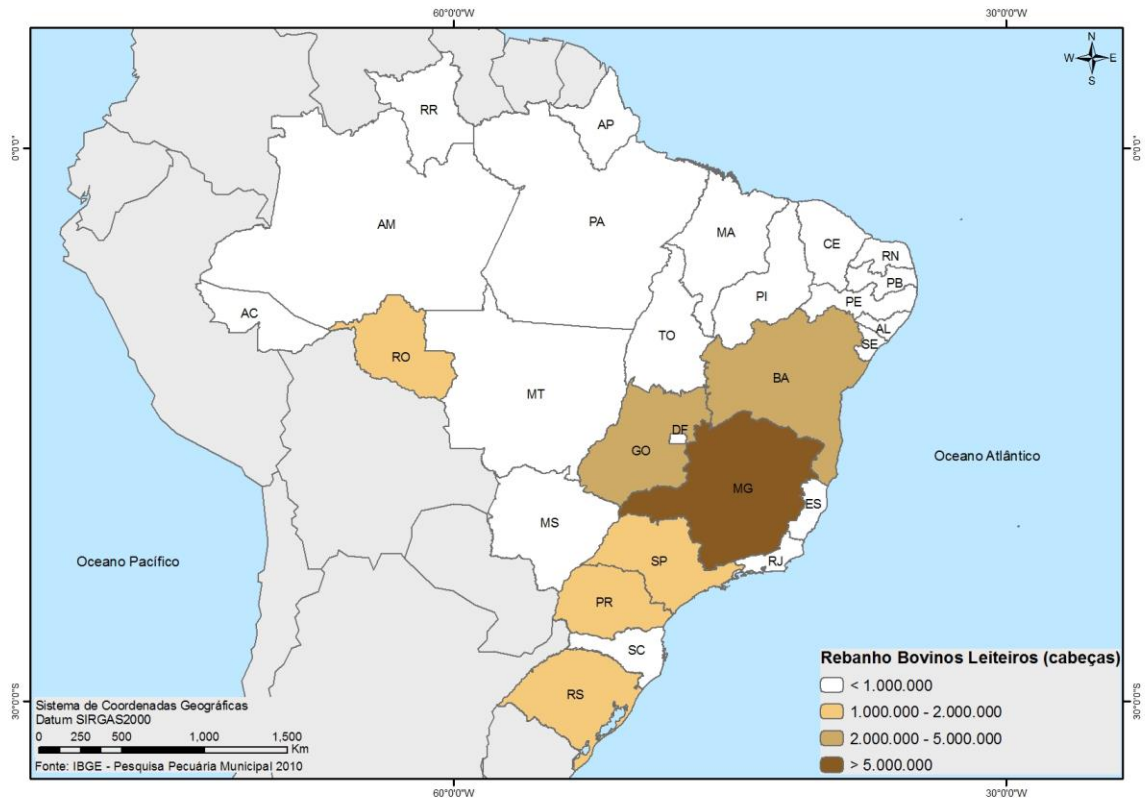 60°0'0"W
30°0'0"W
N
W
E
S
0°0'0"
0°0'0"
RR
AP
AM
PA
MA
CE
RN
PB
PI
PE
AC
AL
SE
TO
RO
BA
MT
DF
GO
MG
Oceano Atlântico
ES
MS
Oceano Pacífico
SP
RJ
PR
SC
RS
Rebanho Bovinos Leiteiros (cabeças)
< 1.000.000
1.000.000 - 2.000.000
2.000.000 - 5.000.000
> 5.000.000
30°0'0"S
30°0'0"S
Sistema de Coordenadas Geográficas
Datum SIRGAS2000
0 250 500 1,000 1,500
Km
Fonte: IBGE - Pesquisa Pecuária Municipal 2010
60°0'0"W
30°0'0"W